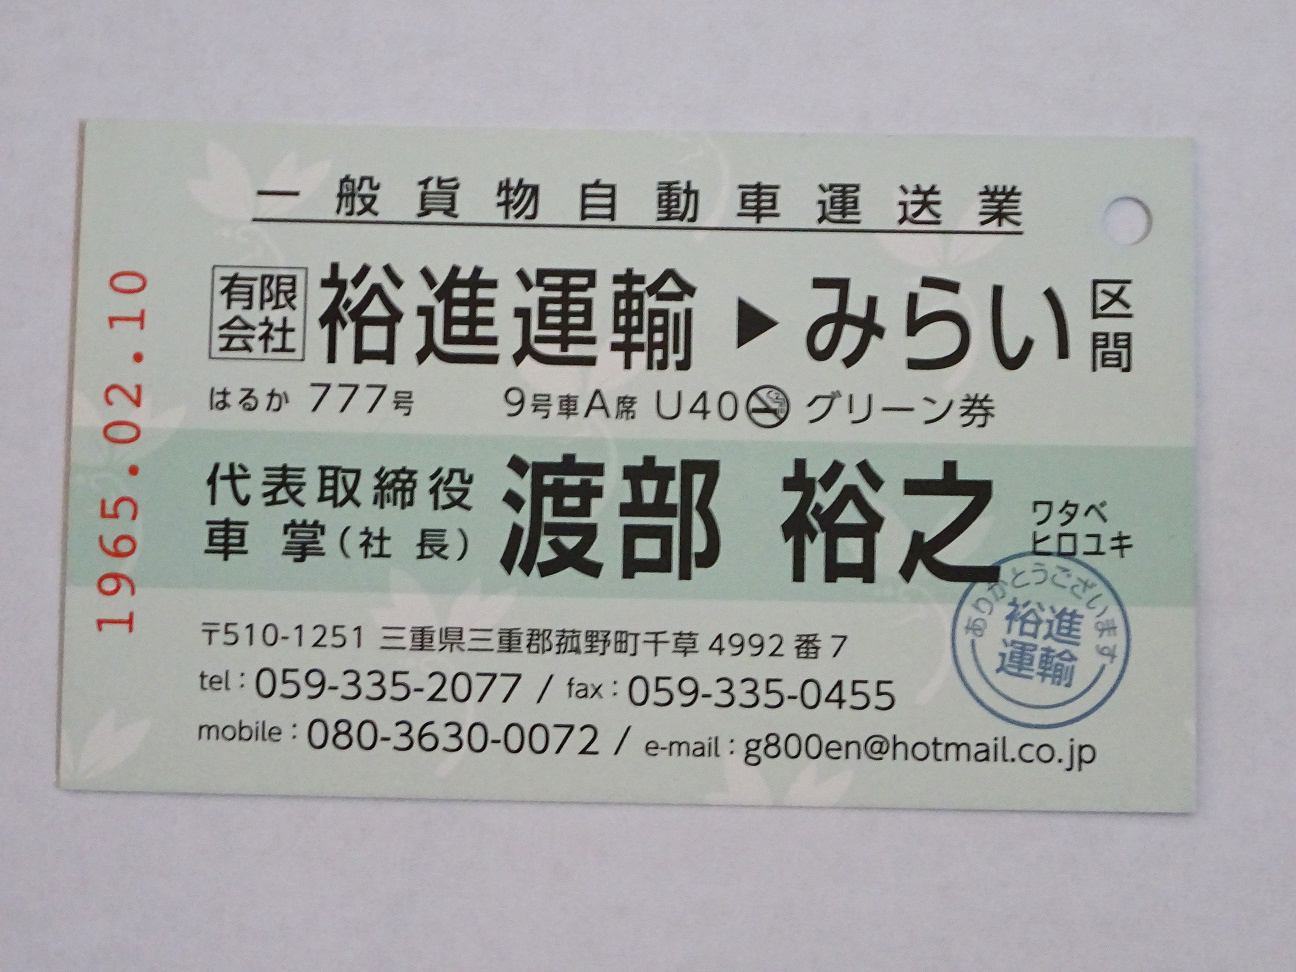 一般貨物自動車運送業
有限会社 裕進運輸 ▶ みらい 区間
はるか 777号 9号車A席 U40 グリーン券
代表取締役 渡部 裕之 ワタベ ヒロユキ
車掌(社長)
〒510-1251 三重県三重郡菰野町千草 4992 番 7
tel : 059-335-2077 / fax : 059-335-0455
mobile : 080-3630-0072 / e-mail : g800en@hotmail.co.jp
ありがとうございます
裕進
運輸
1965.02.10